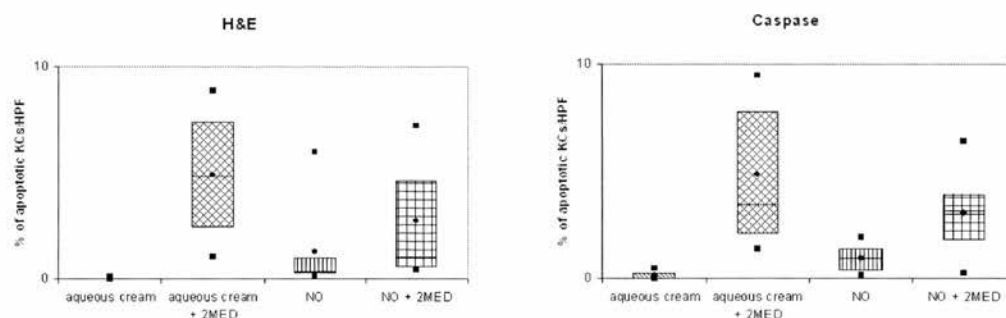 H&E
% of apoptotic KCs/HPF
10
0
aqueous cream
aqueous cream
+ 2MED
NO
NO + 2MED
Caspase
% of apoptotic KCs/HPF
10
0
aqueous cream
aqueous cream
+ 2MED
NO
NO + 2MED